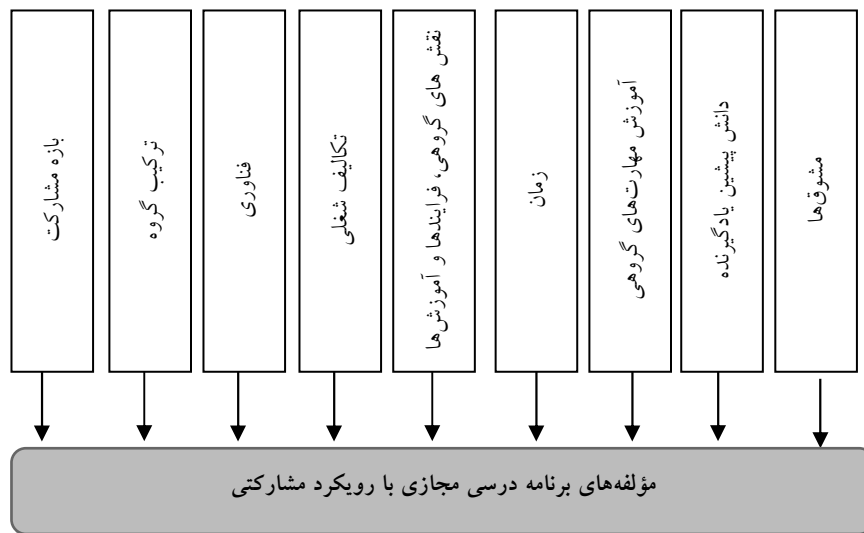 مشوق‌ها
دانش پیشین یادگیرنده
آموزش مهارت‌های گروهی
زمان
نقش های گروهی، فرایندها و آموزش‌ها
تکالیف شغلی
فناوری
ترکیب گروه
بازه مشارکت
مؤلفه‌های برنامه درسی مجازی با رویکرد مشارکتی